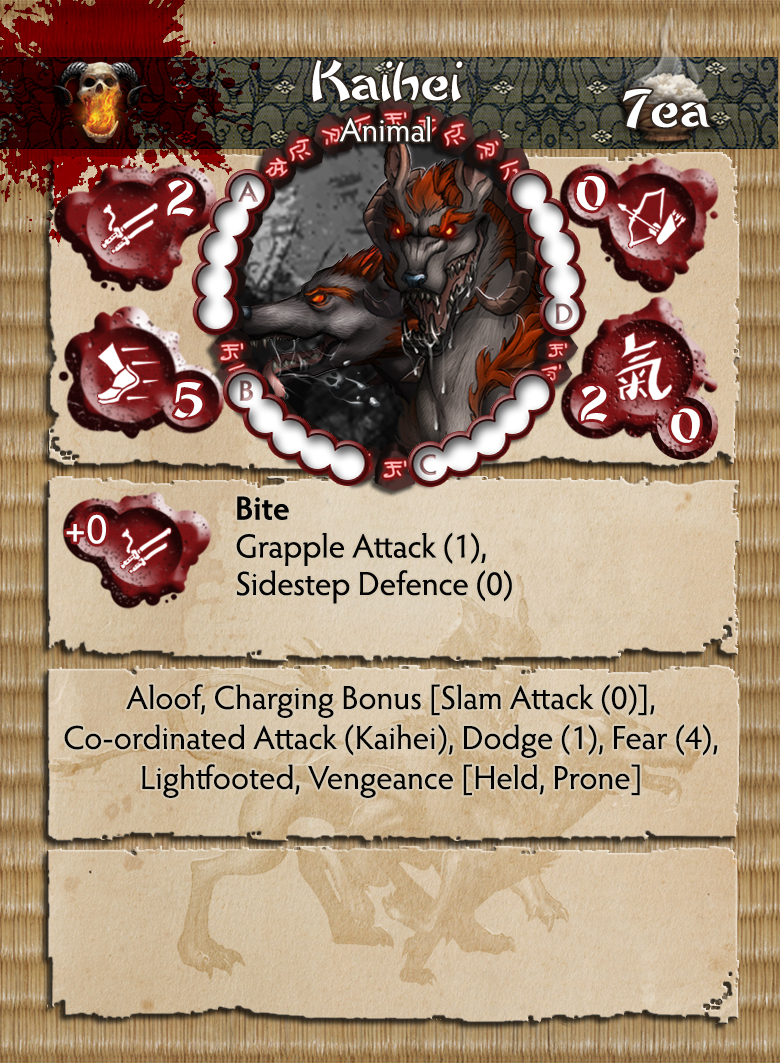 Kaihei
7ea
Animal
2
A
0
D
5
B
C
氣
2
0
+0
Bite
Grapple Attack (1),
Sidestep Defence (0)
Aloof, Charging Bonus [Slam Attack (0)],
Co-ordinated Attack (Kaihei), Dodge (1), Fear (4),
Lightfooted, Vengeance [Held, Prone]